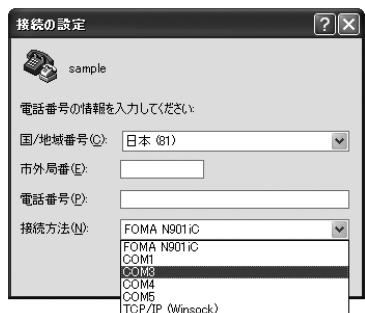 接続の設定
sample
電話番号の情報を入力してください:
国/地域番号(C): 日本 (81)
市外局番(E):
電話番号(P):
接続方法(N): FOMA N901iC
FOMA N901iC
COM1
COM3
COM4
COM5
TCP/IP (Winsock)